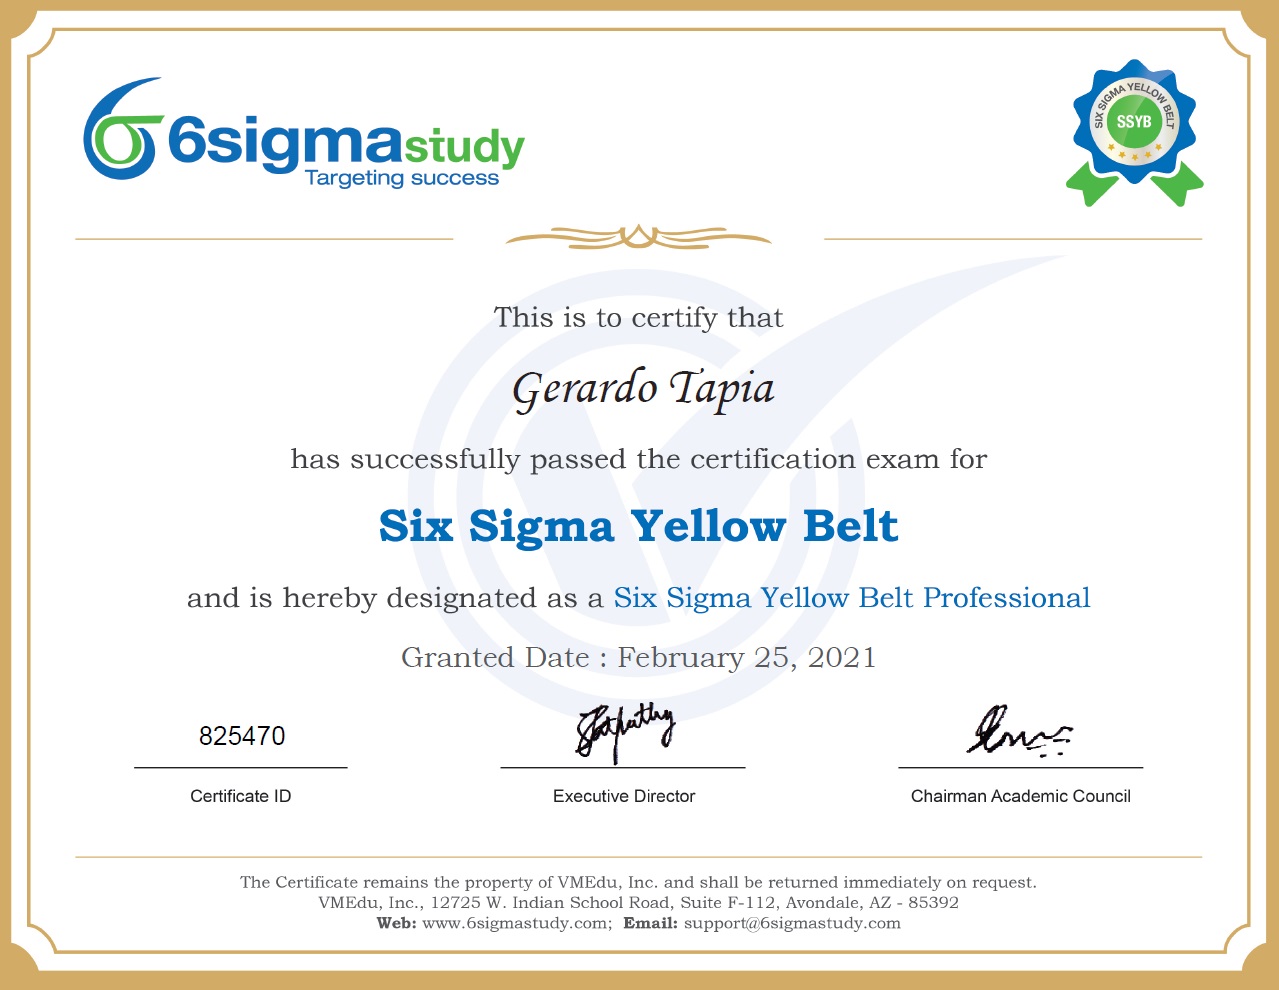 6sigmastudy
Targeting success
SIX SIGMA YELLOW BELT
SSYB
This is to certify that
Gerardo Tapia
has successfully passed the certification exam for
Six Sigma Yellow Belt
and is hereby designated as a Six Sigma Yellow Belt Professional
Granted Date : February 25, 2021
825470
Certificate ID
Executive Director
Chairman Academic Council
The Certificate remains the property of VMEdu, Inc. and shall be returned immediately on request.
VMEdu, Inc., 12725 W. Indian School Road, Suite F-112, Avondale, AZ - 85392
Web: www.6sigmastudy.com; Email: support@6sigmastudy.com